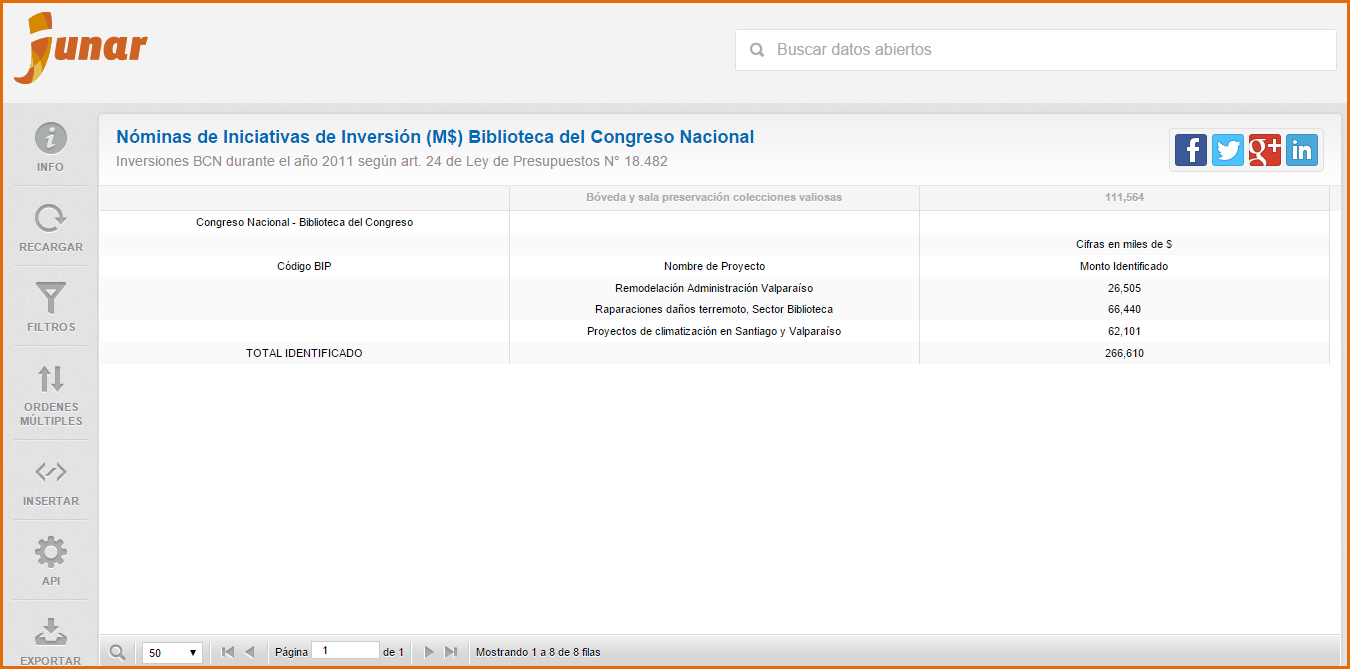 junar
Buscar datos abiertos
INFO
RECARGAR
FILTROS
ORDENES
MÚLTIPLES
INSERTAR
API
EXPORTAR
Nóminas de Iniciativas de Inversión (M$) Biblioteca del Congreso Nacional
Inversiones BCN durante el año 2011 según art. 24 de Ley de Presupuestos N° 18.482
f g+ in
Bóveda y sala preservación colecciones valiosas 111,564
Congreso Nacional - Biblioteca del Congreso
Cifras en miles de $
Código BIP Nombre de Proyecto Monto Identificado
Remodelación Administración Valparaíso 26,505
Raparaciones daños terremoto, Sector Biblioteca 66,440
Proyectos de climatización en Santiago y Valparaíso 62,101
TOTAL IDENTIFICADO 266,610
50 Página 1 de 1 Mostrando 1 a 8 de 8 filas